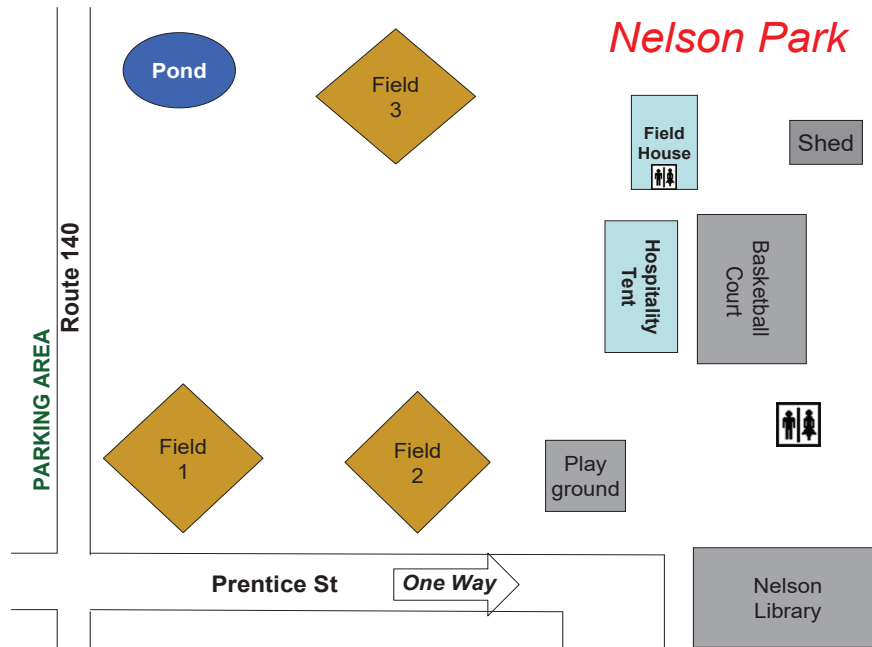 Nelson Park
Pond
Field
3
Field
House
Shed
Route 140
PARKING AREA
Hospitality
Tent
Basketball
Court
Field
1
Field
2
Play
ground
Prentice St
One Way
Nelson
Library